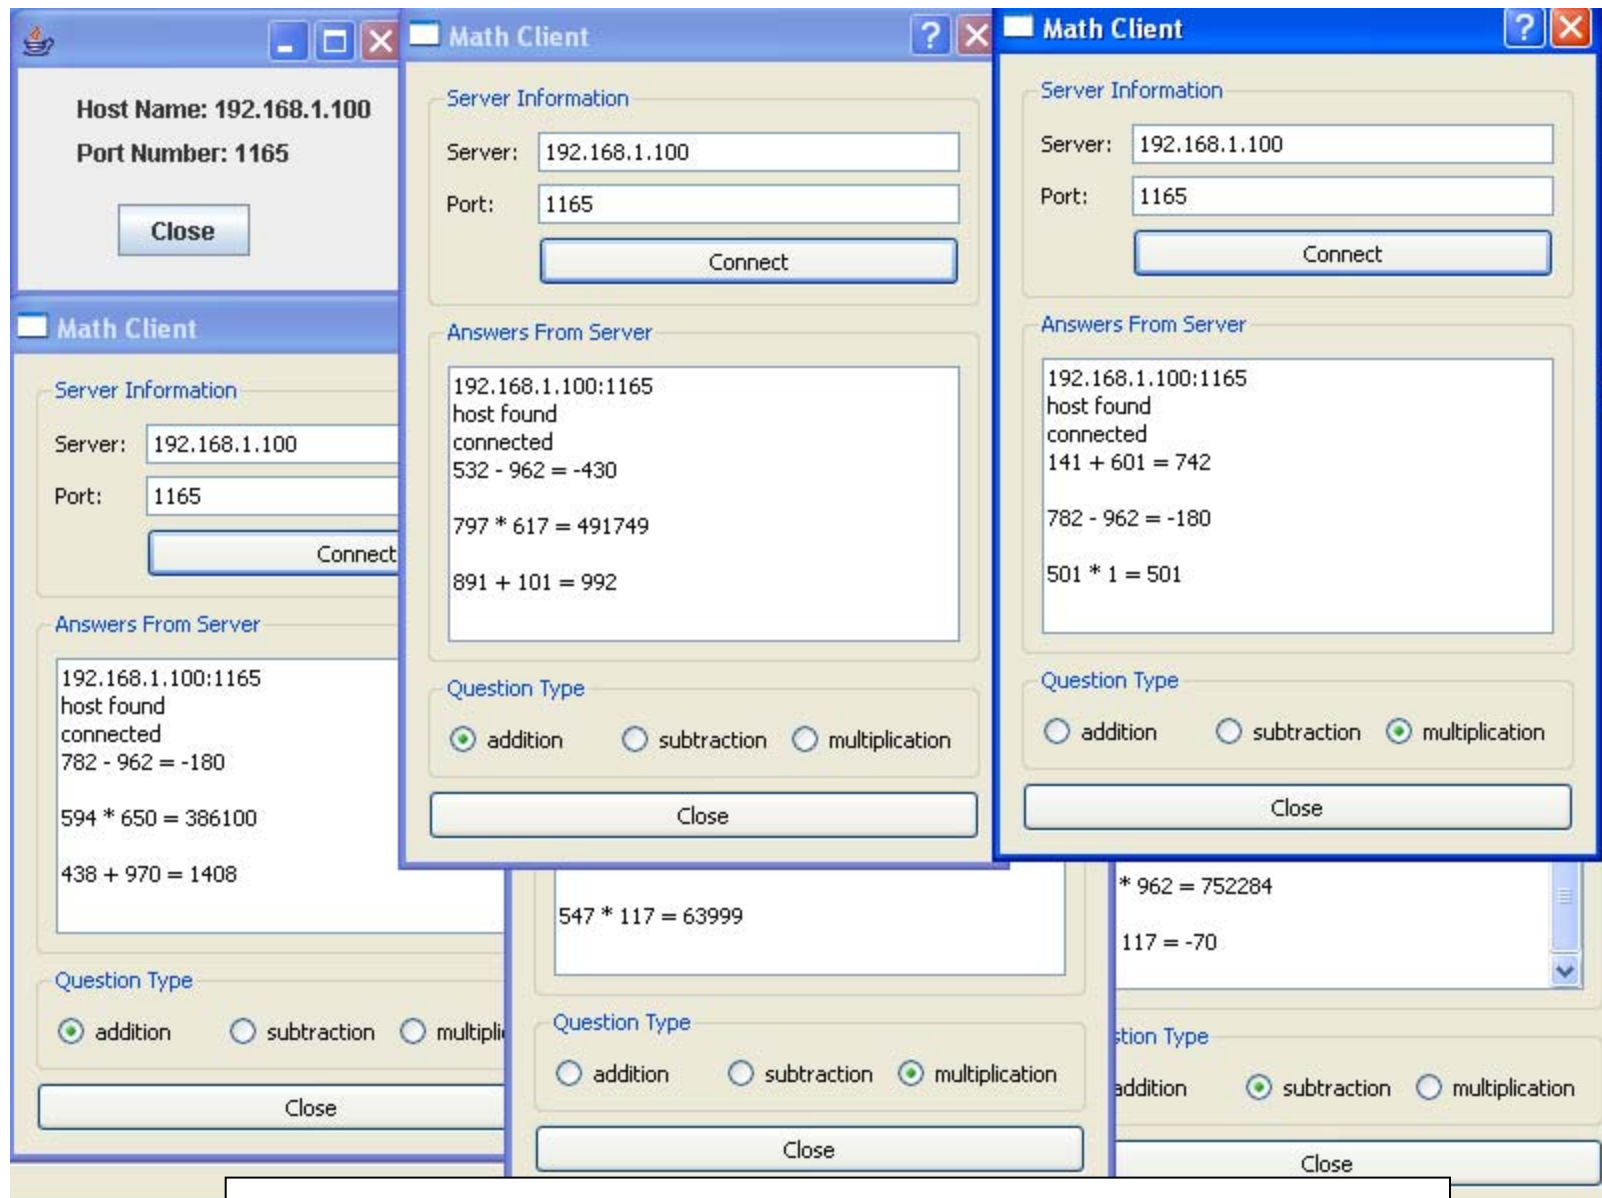 Host Name: 192.168.1.100
Port Number: 1165
Close
Math Client
Server Information
Server: 192.168.1.100
Port: 1165
Connect
Answers From Server
192.168.1.100:1165
host found
connected
782 - 962 = -180
594 * 650 = 386100
438 + 970 = 1408
Question Type
addition subtraction
Close
Math Client
Server Information
Server: 192.168.1.100
Port: 1165
Connect
Answers From Server
192.168.1.100:1165
host found
connected
532 - 962 = -430
797 * 617 = 491749
891 + 101 = 992
Question Type
addition subtraction multiplication
Close
Math Client
Server Information
Server: 192.168.1.100
Port: 1165
Connect
Answers From Server
192.168.1.100:1165
host found
connected
141 + 601 = 742
782 - 962 = -180
501 * 1 = 501
Question Type
addition subtraction multiplication
Close
547 * 117 = 63999
Question Type
addition subtraction multiplication
Close
* 962 = 752284
117 = -70
Type
subtraction multiplication
Close